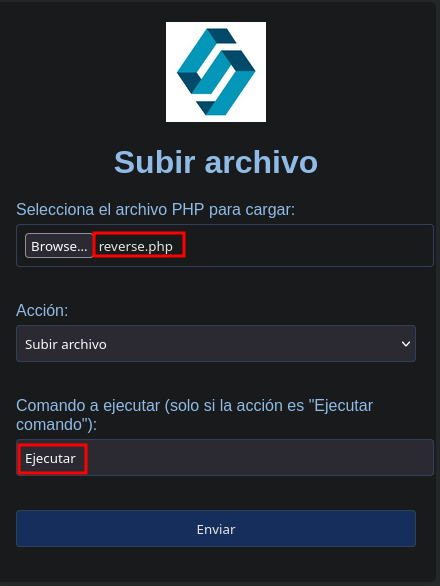 Subir archivo
Selecciona el archivo PHP para cargar:
Browse... reverse.php
Acción:
Subir archivo
Comando a ejecutar (solo si la acción es "Ejecutar
comando"):
Ejecutar
Enviar